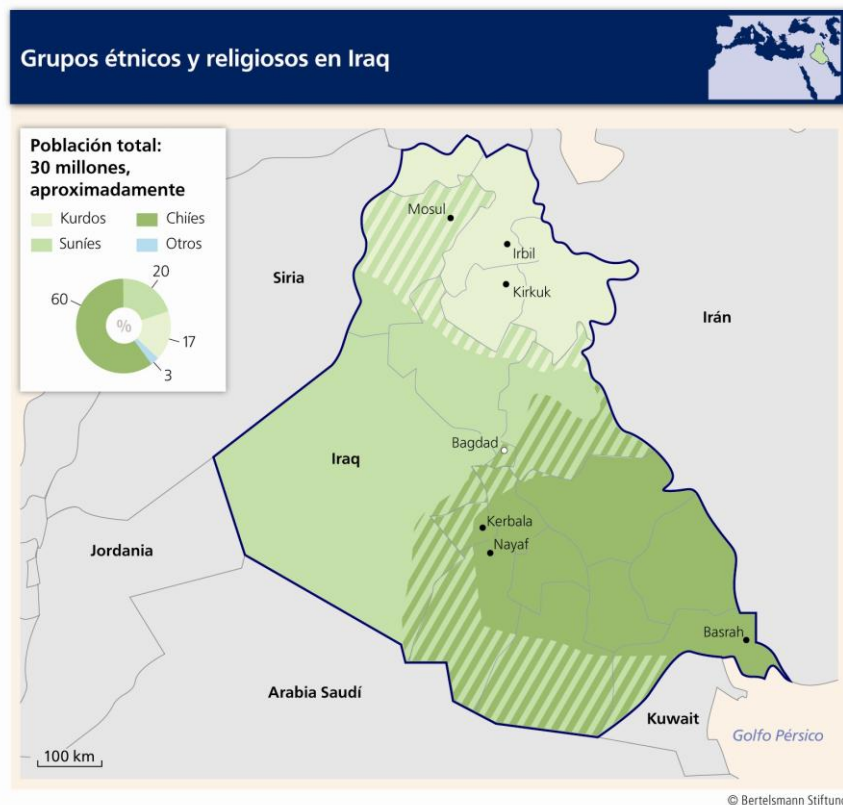 Grupos étnicos y religiosos en Iraq
Población total:
30 millones,
aproximadamente
Kurdos
Chiíes
Suníes
Otros
20
60
%
17
3
Mosul
Irbil
Siria
Kirkuk
Irán
Bagdad
Iraq
Kerbala
Nayaf
Jordania
Basrah
Arabia Saudí
Kuwait
Golfo Pérsico
100 km
© Bertelsmann Stiftung